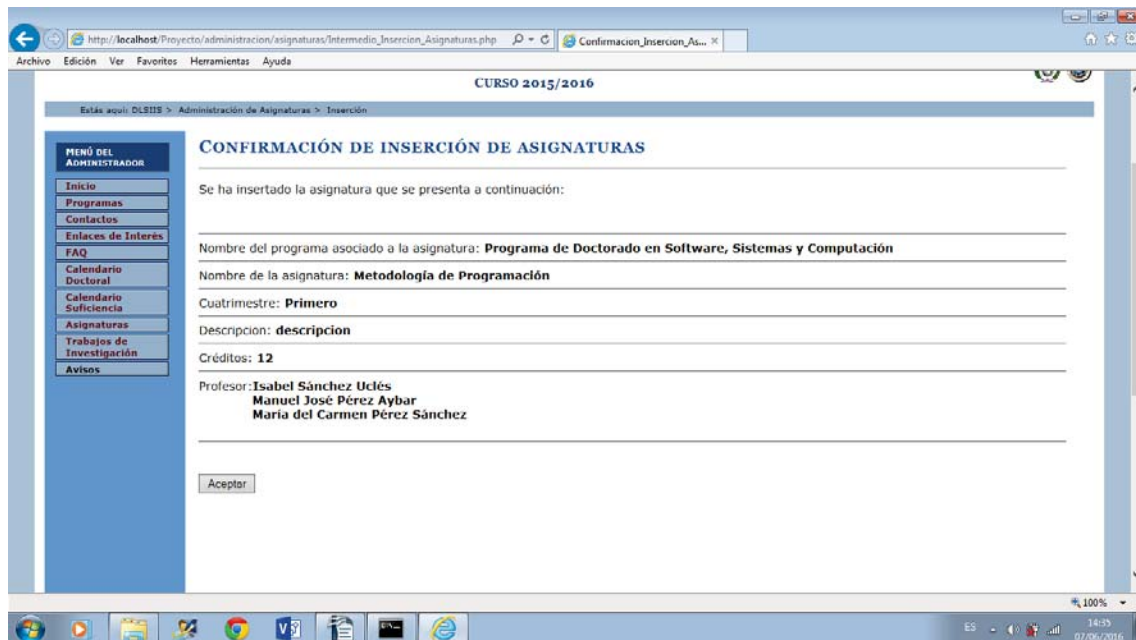 http://localhost/Proyecto/administracion/asignaturas/Intermedio_Insercion_Asignaturas.php
Confirmacion_Insercion_As...
Archivo Edición Ver Favoritos Herramientas Ayuda
CURSO 2015/2016
Estás aquí: DLSIIS > Administración de Asignaturas > Inserción
MENÚ DEL
ADMINISTRADOR
Inicio
Programas
Contactos
Enlaces de Interés
FAQ
Calendario
Doctoral
Calendario
Suficiencia
Asignaturas
Trabajos de
Investigación
Avisos
CONFIRMACIÓN DE INSERCIÓN DE ASIGNATURAS
Se ha insertado la asignatura que se presenta a continuación:
Nombre del programa asociado a la asignatura: Programa de Doctorado en Software, Sistemas y Computación
Nombre de la asignatura: Metodología de Programación
Cuatrimestre: Primero
Descripcion: descripcion
Créditos: 12
Profesor:Isabel Sánchez Uclés
Manuel José Pérez Aybar
María del Carmen Pérez Sánchez
Aceptar
100%
ES
14:35
07/06/2016